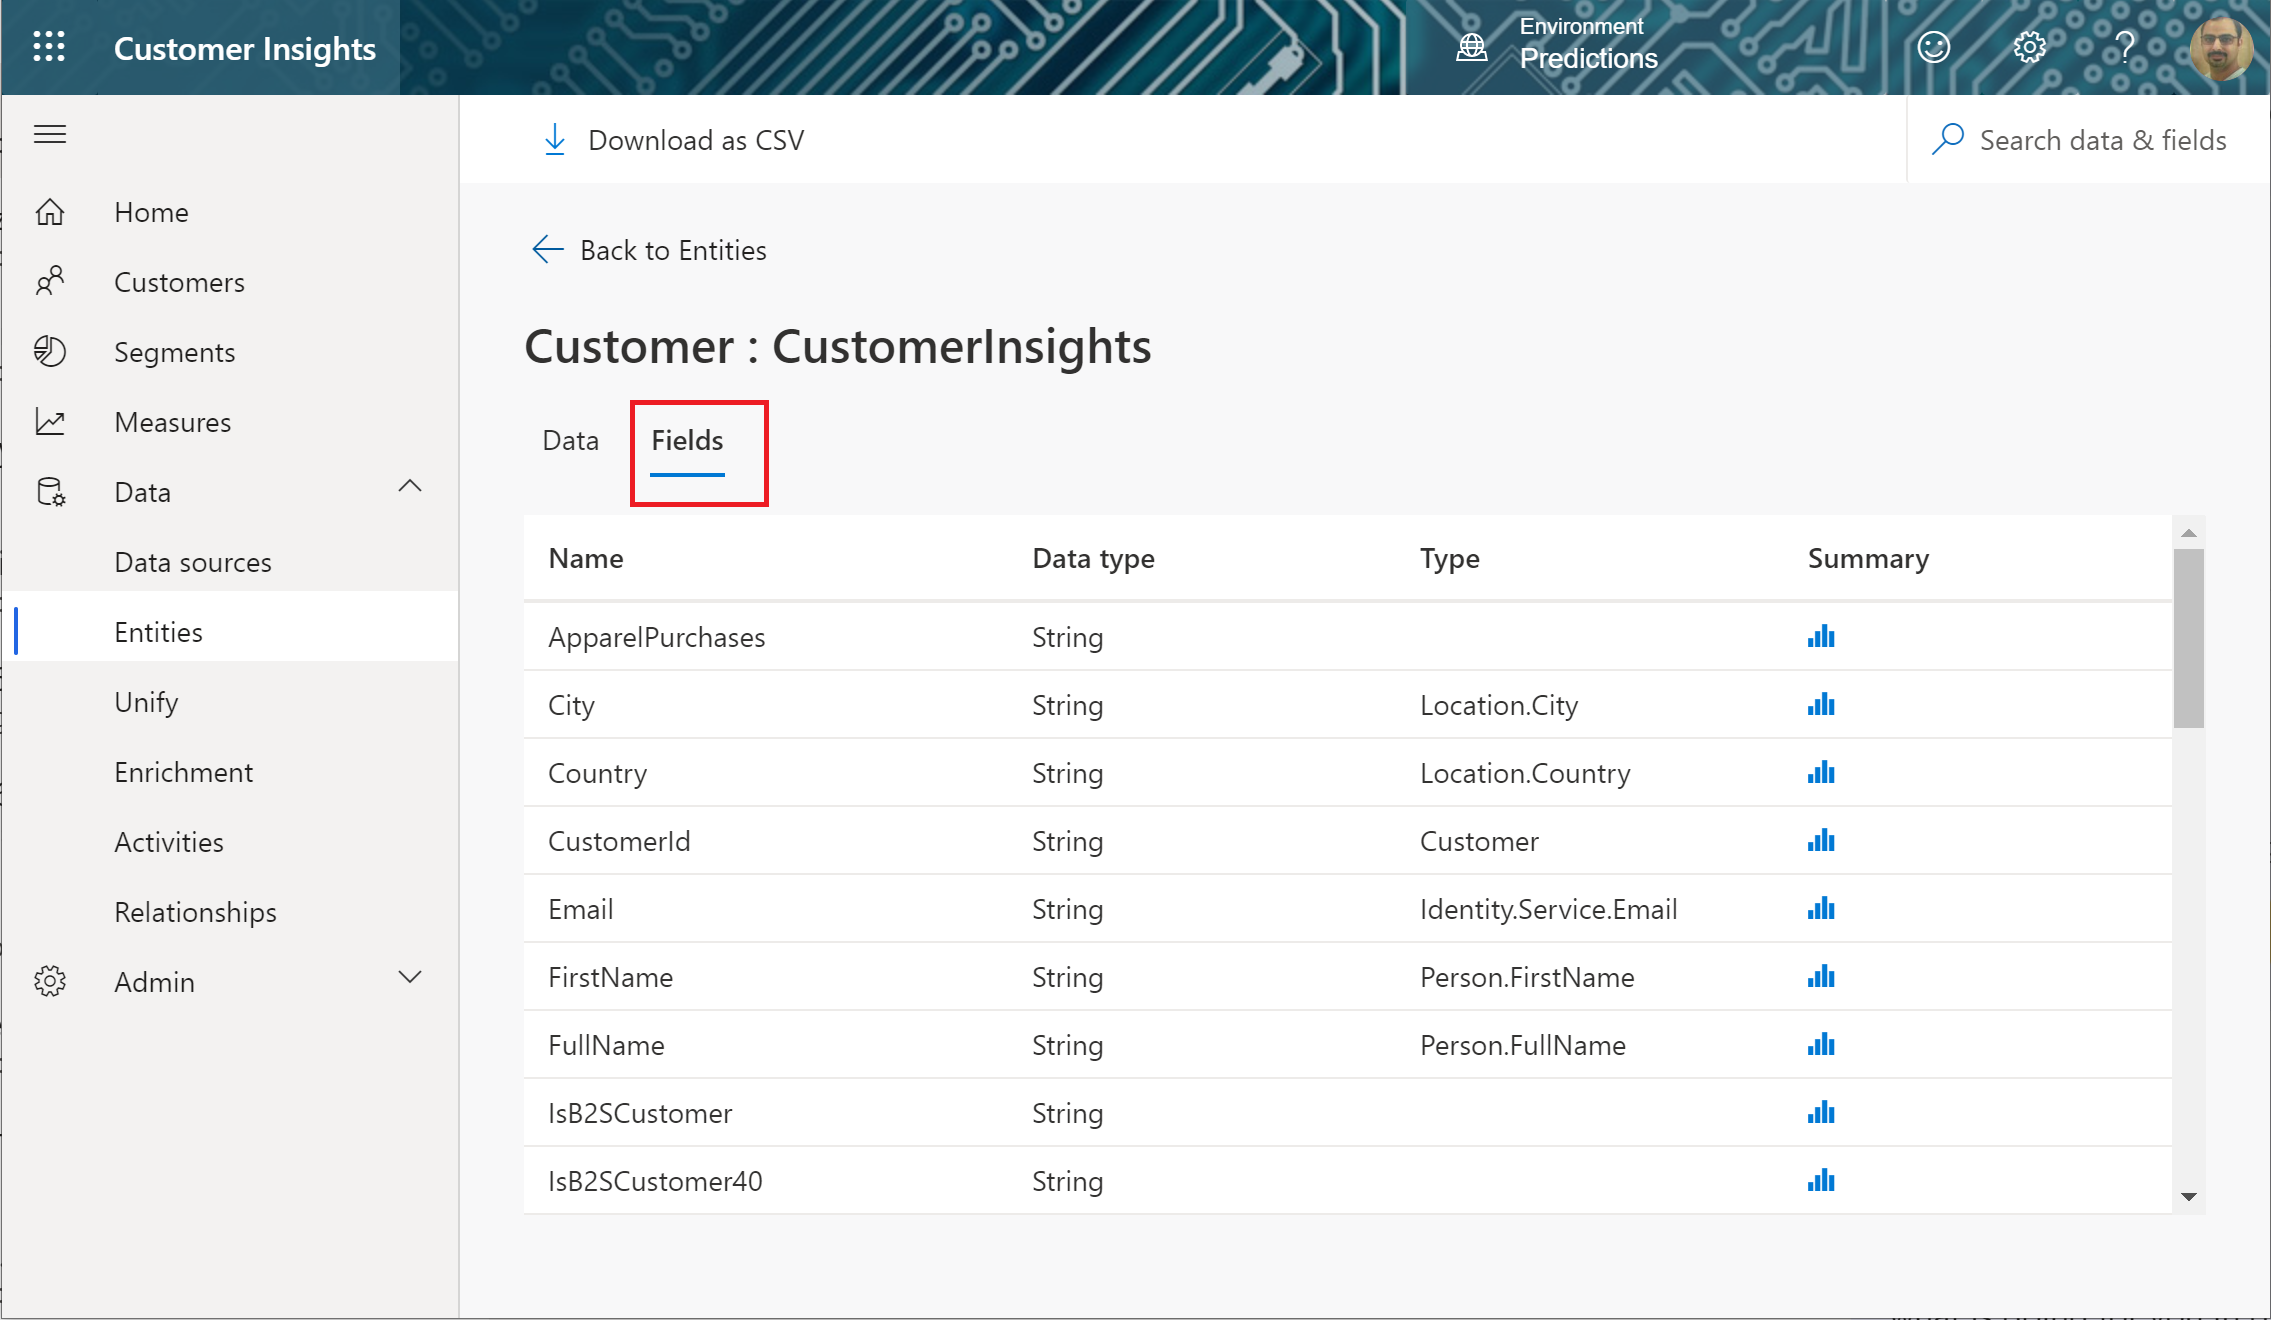 Customer Insights
Environment
Predictions
Download as CSV
Search data & fields
Home
Customers
Segments
Measures
Data
Data sources
Entities
Unify
Enrichment
Activities
Relationships
Admin
Back to Entities
Customer : CustomerInsights
Data Fields
Name Data type Type Summary
ApparelPurchases String
City String Location.City
Country String Location.Country
CustomerId String Customer
Email String Identity.Service.Email
FirstName String Person.FirstName
FullName String Person.FullName
IsB2SCustomer String
IsB2SCustomer40 String